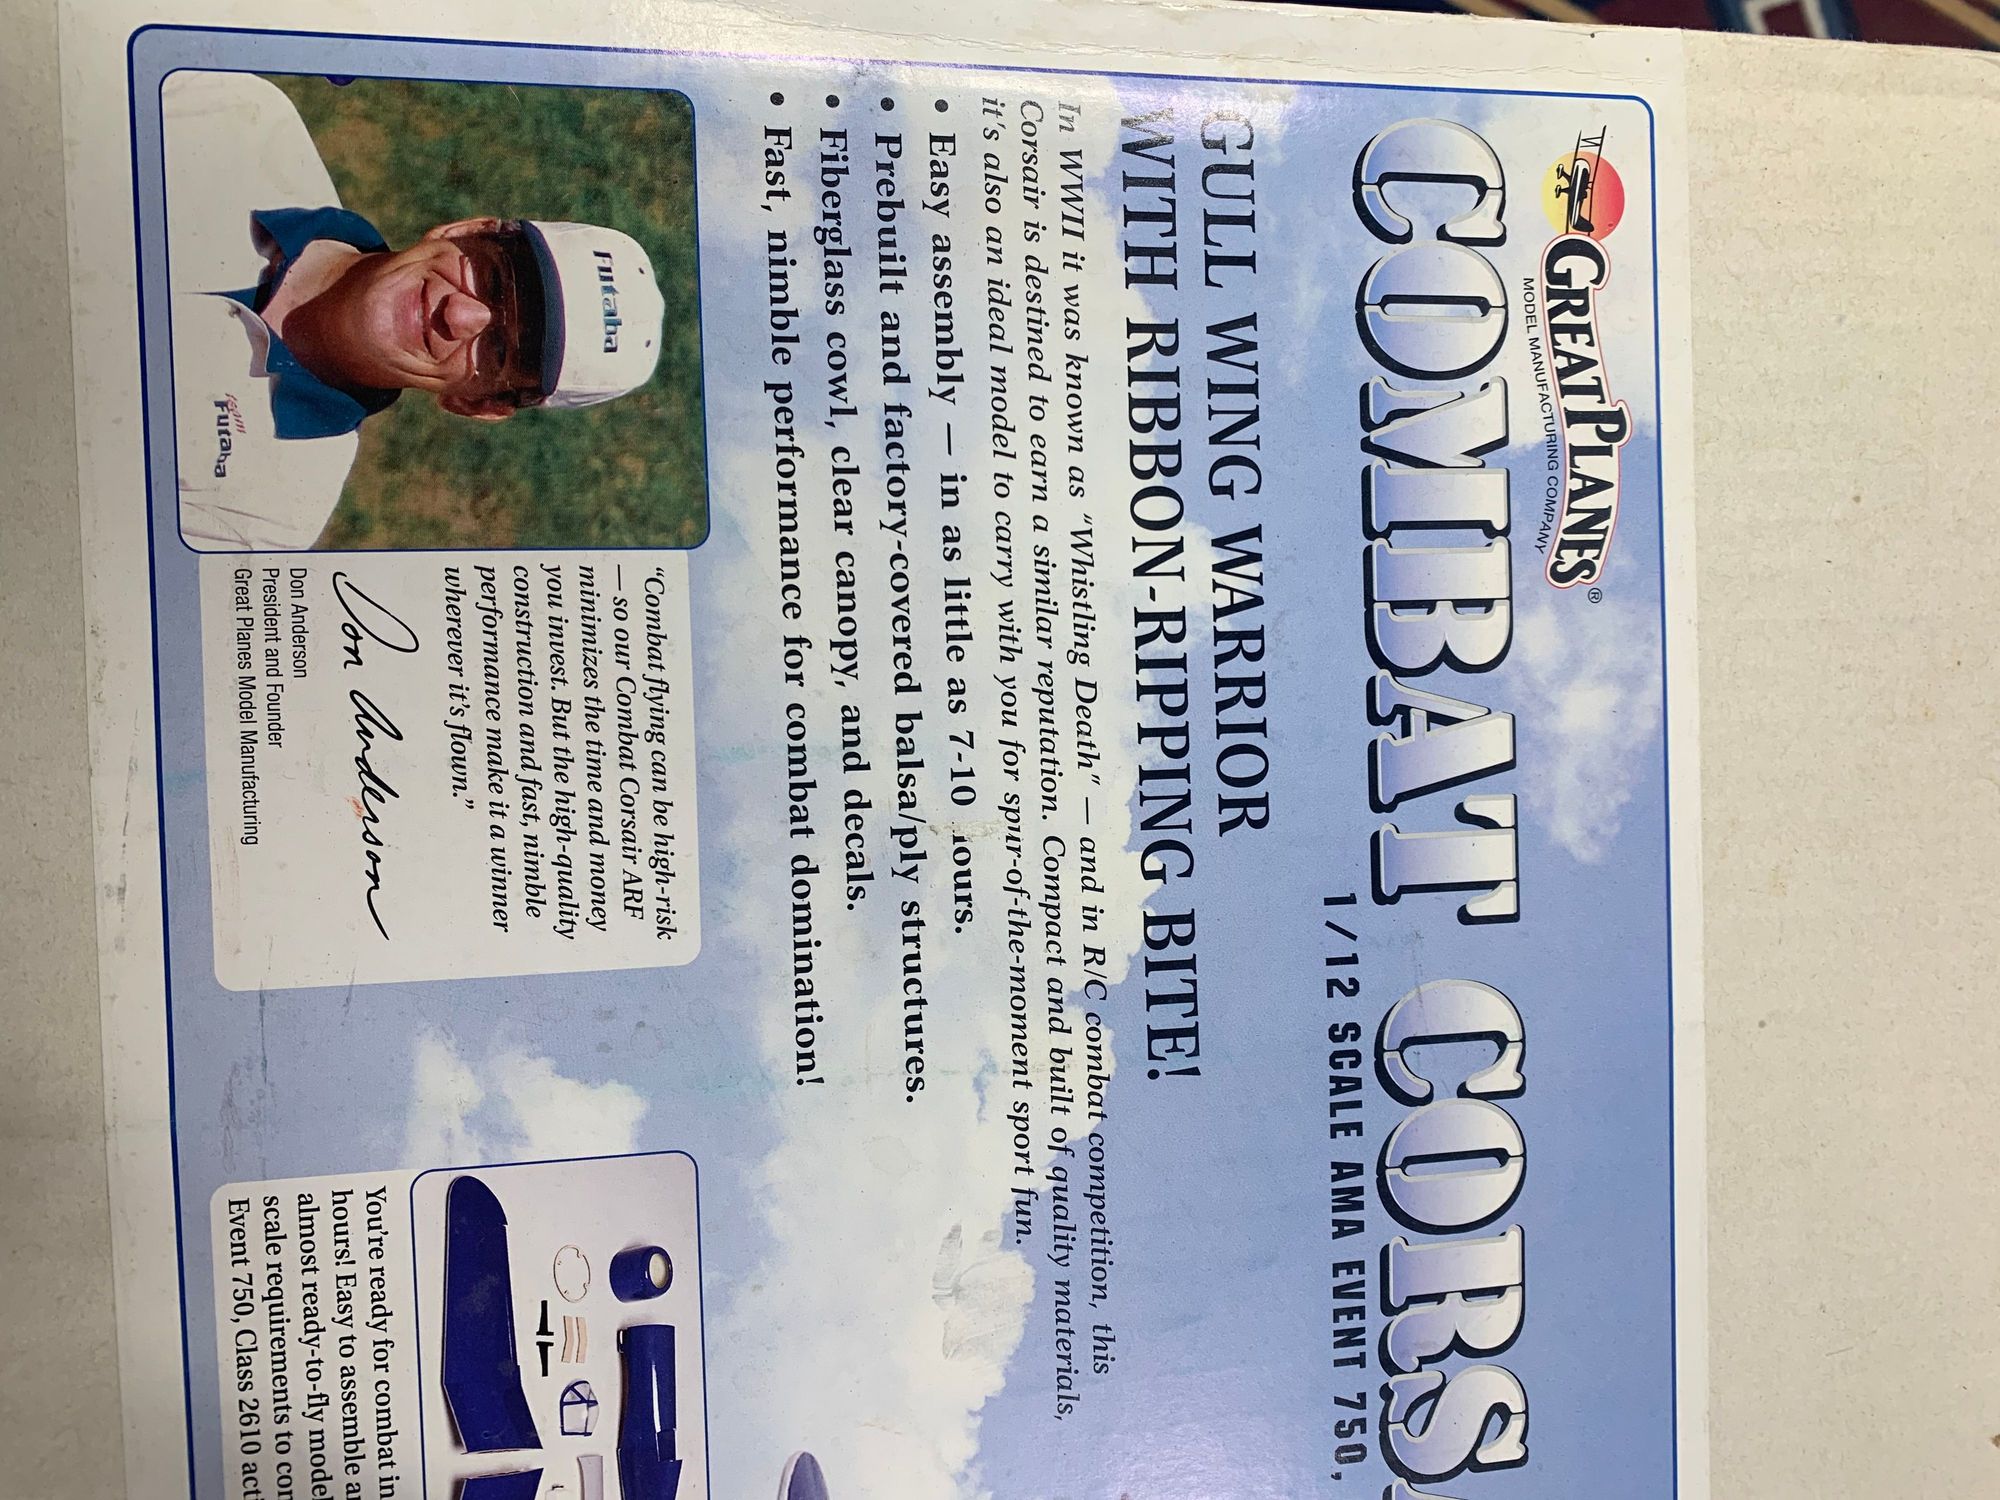 GREAT PLANES®
MODEL MANUFACTURING COMPANY
COMBAT CORSA
1/12 SCALE AMA EVENT 750,
GULL WING WARRIOR
WITH RIBBON-RIPPING BITE!
In WWII it was known as "Whistling Death" — and in R/C combat competition, this
Corsair is destined to earn a similar reputation. Compact and built of quality materials,
it's also an ideal model to carry with you for spur-of-the-moment sport fun.
• Easy assembly — in as little as 7-10 hours.
• Prebuilt and factory-covered balsa/ply structures.
• Fiberglass cowl, clear canopy, and decals.
• Fast, nimble performance for combat domination!
Futaba
team
Futaba
“Combat flying can be high-risk
— so our Combat Corsair ARF
minimizes the time and money
you invest. But the high-quality
construction and fast, nimble
performance make it a winner
wherever it's flown.”
Don Anderson
Don Anderson
President and Founder
Great Planes Model Manufacturing
You're ready for combat in
hours! Easy to assemble a
almost ready-to-fly model
scale requirements to con
Event 750, Class 2610 acti